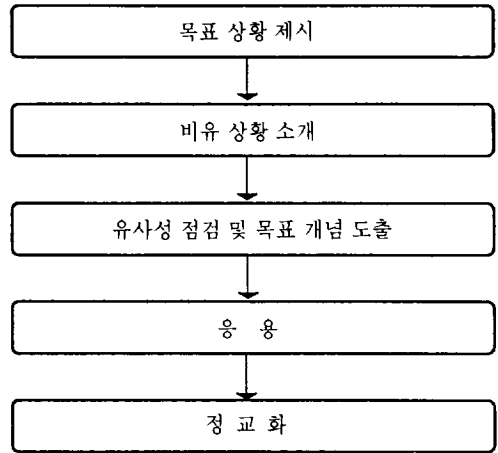 목표 상황 제시
비유 상황 소개
유사성 점검 및 목표 개념 도출
응 용
정 교 화